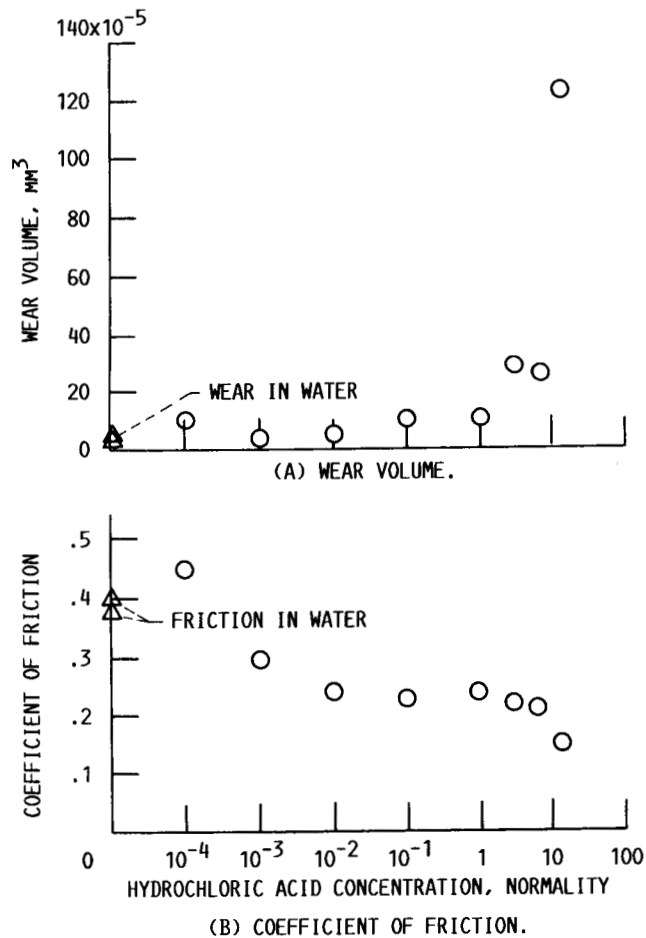 140x10-5
120
100
80
60
40
20
0
WEAR VOLUME, MM3
WEAR IN WATER
(A) WEAR VOLUME.
.5
.4
.3
.2
.1
COEFFICIENT OF FRICTION
FRICTION IN WATER
0 10-4 10-3 10-2 10-1 1 10 100
HYDROCHLORIC ACID CONCENTRATION, NORMALITY
(B) COEFFICIENT OF FRICTION.